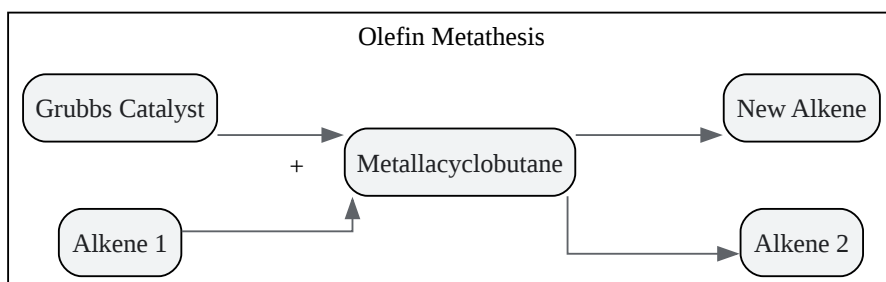 Olefin Metathesis
Grubbs Catalyst
New Alkene
+
Metallacyclobutane
Alkene 1
Alkene 2